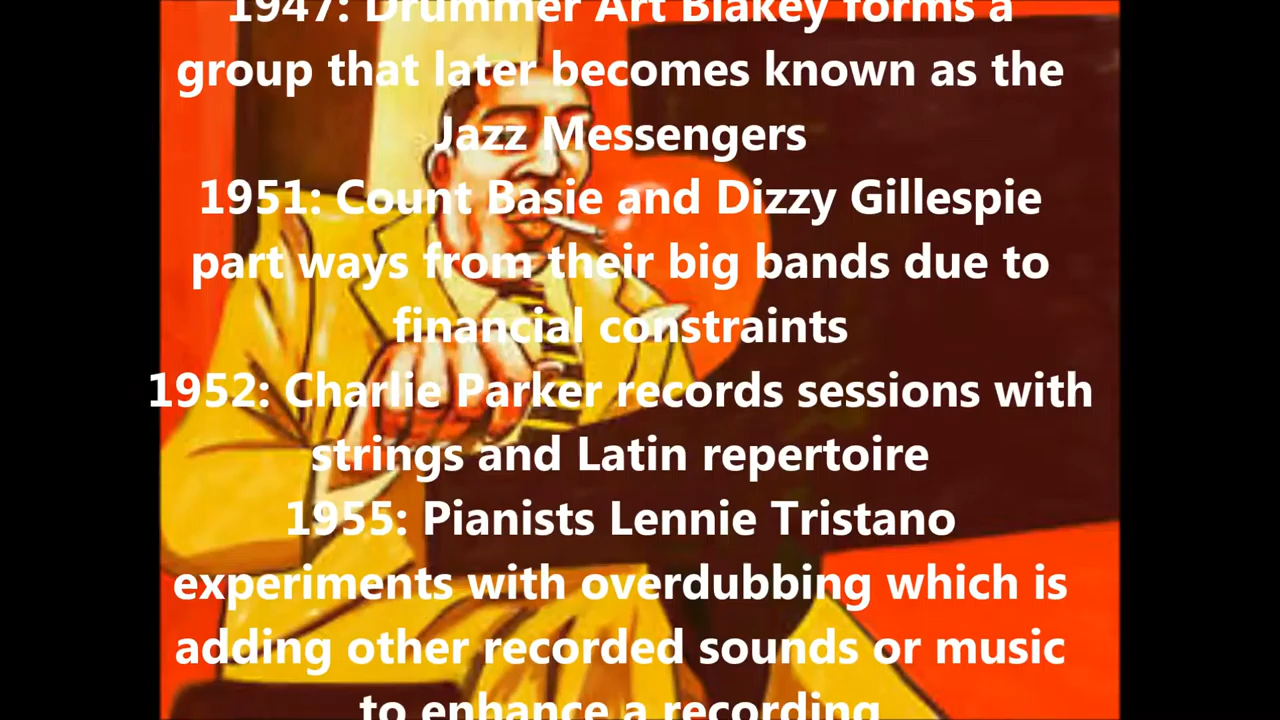 1947: Drummer Art Blakey forms a
group that later becomes known as the
Jazz Messengers
1951: Count Basie and Dizzy Gillespie
part ways from their big bands due to
financial constraints
1952: Charlie Parker records sessions with
strings and Latin repertoire
1955: Pianists Lennie Tristano
experiments with overdubbing which is
adding other recorded sounds or music
to enhance a recording